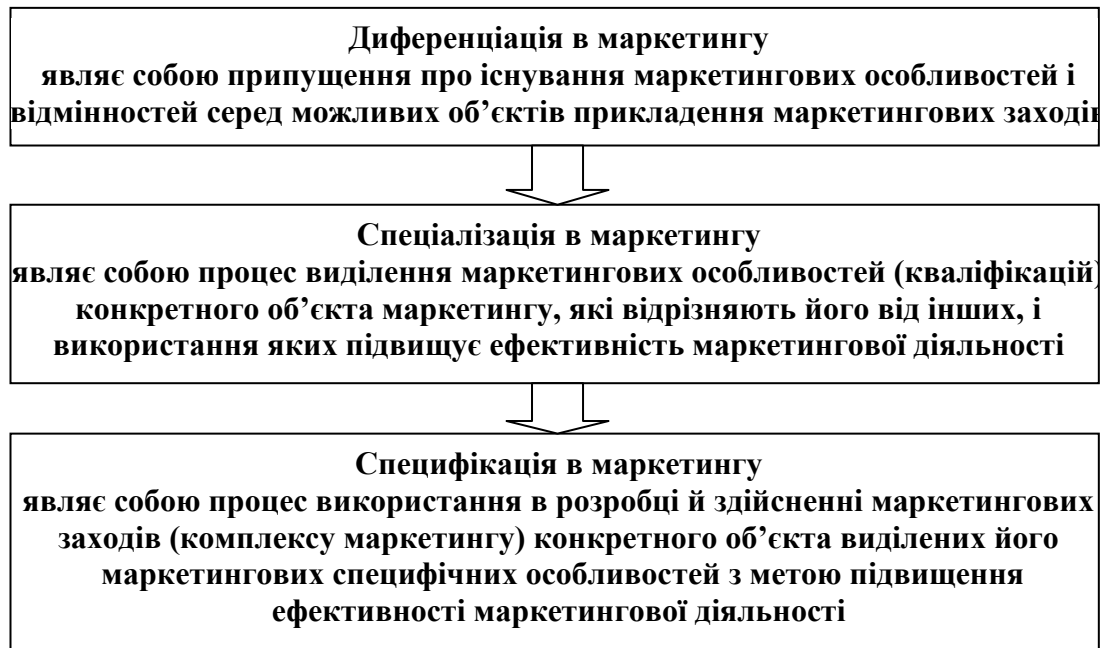 Диференціація в маркетингу
являє собою припущення про існування маркетингових особливостей і
відмінностей серед можливих об’єктів прикладення маркетингових заходів
Спеціалізація в маркетингу
являє собою процес виділення маркетингових особливостей (кваліфікацій)
конкретного об’єкта маркетингу, які відрізняють його від інших, і
використання яких підвищує ефективність маркетингової діяльності
Специфікація в маркетингу
являє собою процес використання в розробці й здійсненні маркетингових
заходів (комплексу маркетингу) конкретного об’єкта виділених його
маркетингових специфічних особливостей з метою підвищення
ефективності маркетингової діяльності